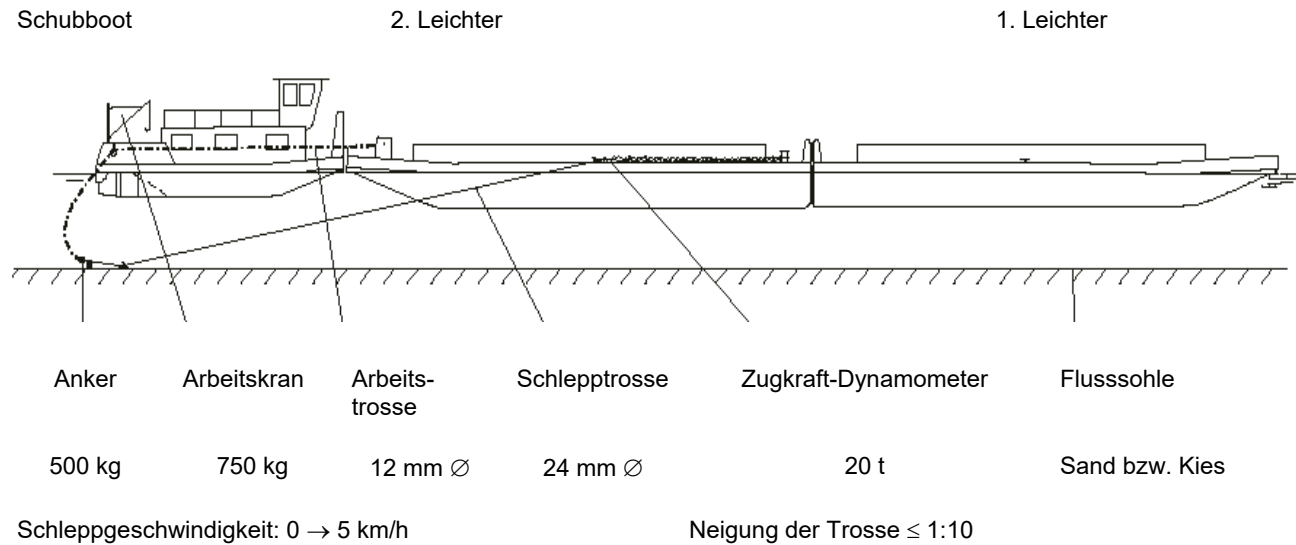 Schubboot 2. Leichter 1. Leichter
Anker Arbeitskran Arbeits- Schlepptrosse Zugkraft-Dynamometer Flusssohle
trosse
500 kg 750 kg 12 mm ∅ 24 mm ∅ 20 t Sand bzw. Kies
Schleppgeschwindigkeit: 0 → 5 km/h Neigung der Trosse ≤ 1:10